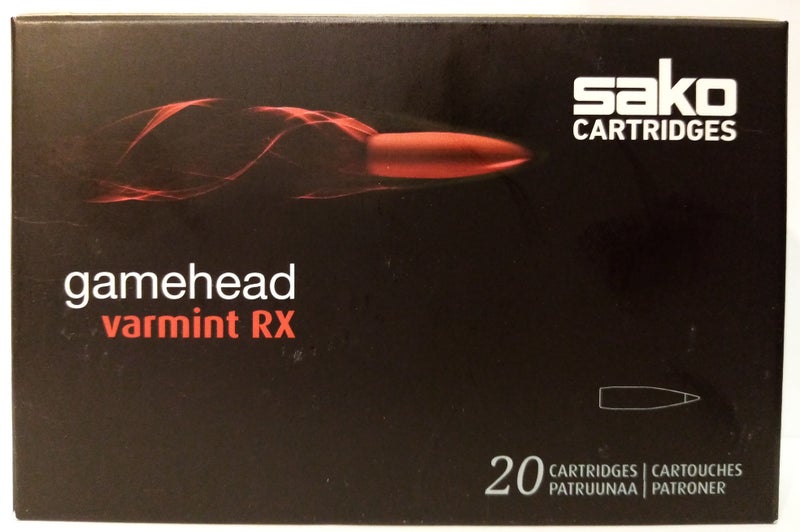 sako
CARTRIDGES
gamehead
varmint RX
20 CARTRIDGES | CARTOUCHES
PATRUUNAA | PATRONER